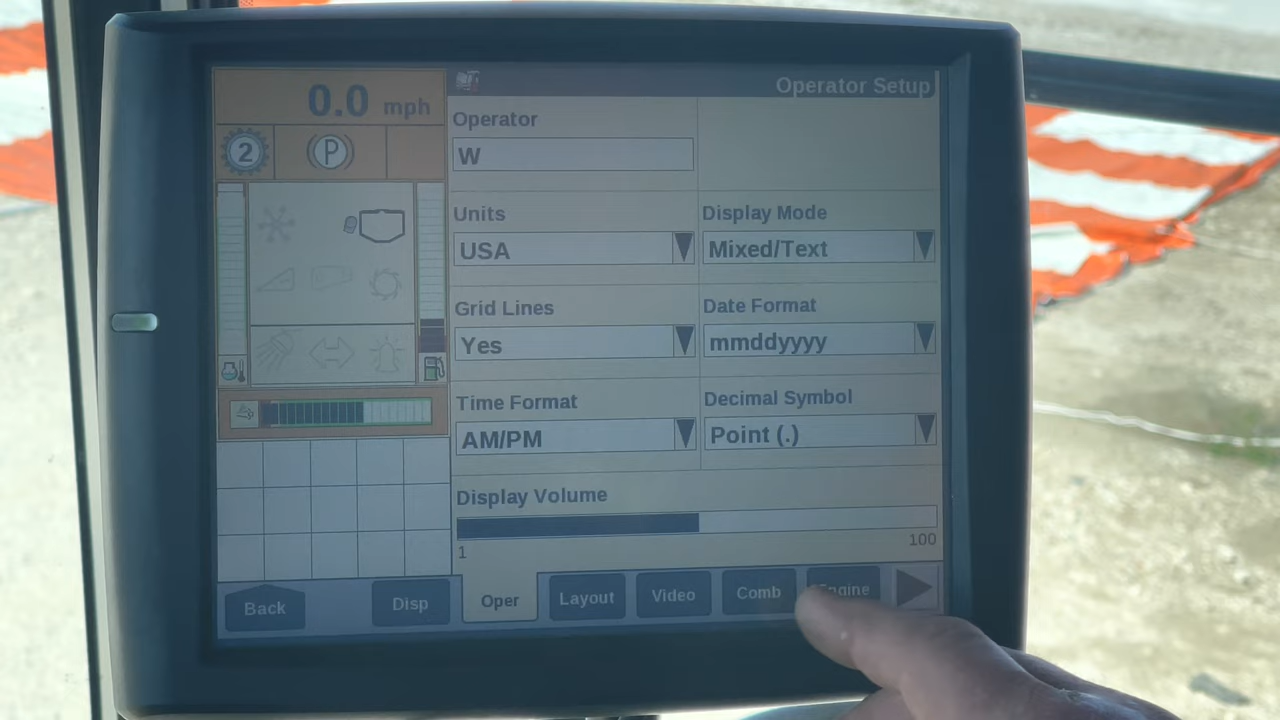 0.0 mph
2
P
Operator Setup
Operator
W
Units
USA
Display Mode
Mixed/Text
Grid Lines
Yes
Date Format
mmddyyyy
Time Format
AM/PM
Decimal Symbol
Point (.)
Display Volume
1
100
Back
Disp
Oper
Layout
Video
Comb
Engine